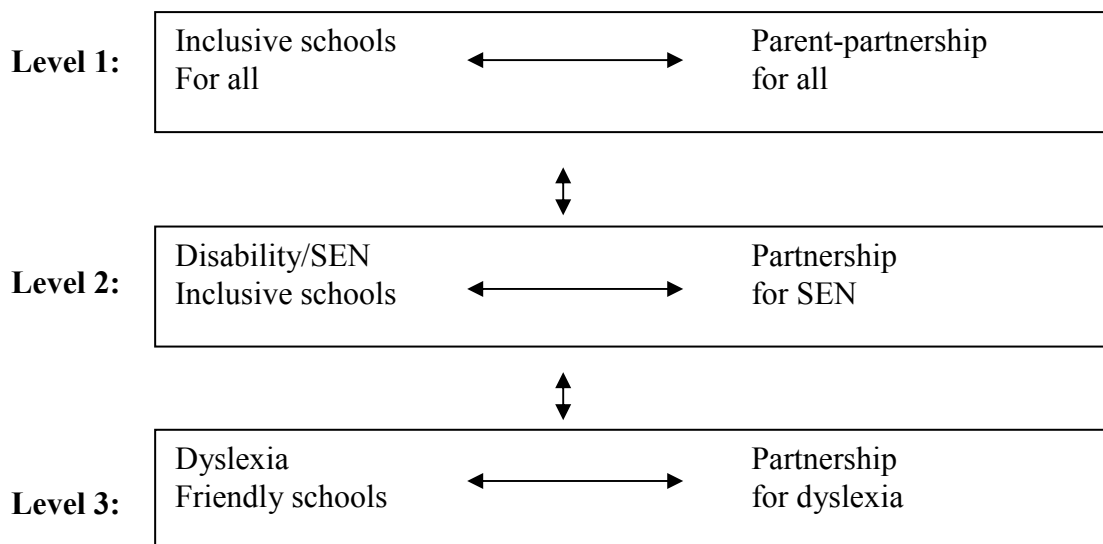 Level 1:
Inclusive schools
For all
Parent-partnership
for all
Level 2:
Disability/SEN
Inclusive schools
Partnership
for SEN
Level 3:
Dyslexia
Friendly schools
Partnership
for dyslexia